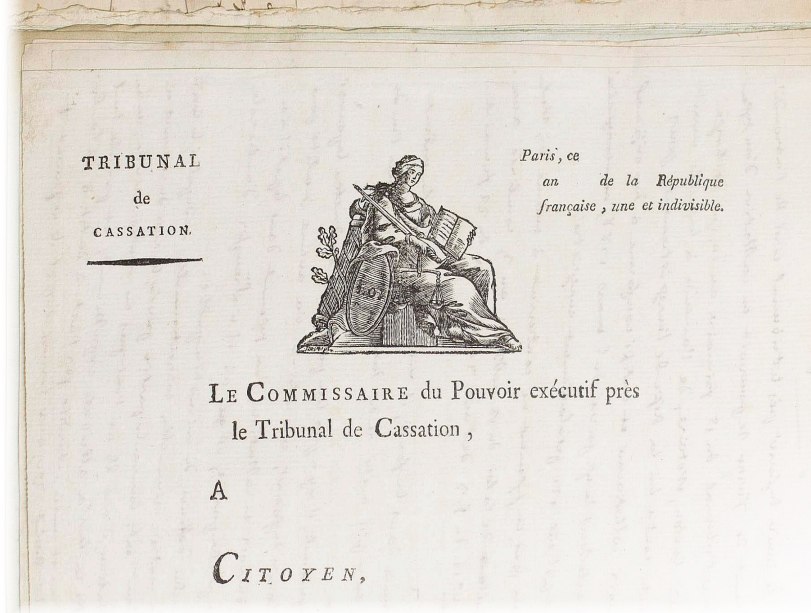 TRIBUNAL
de
CASSATION.
Paris, ce
an de la République
française, une et indivisible.
LOI
LE COMMISSAIRE du Pouvoir exécutif près
le Tribunal de Cassation,
A
CITOYEN,